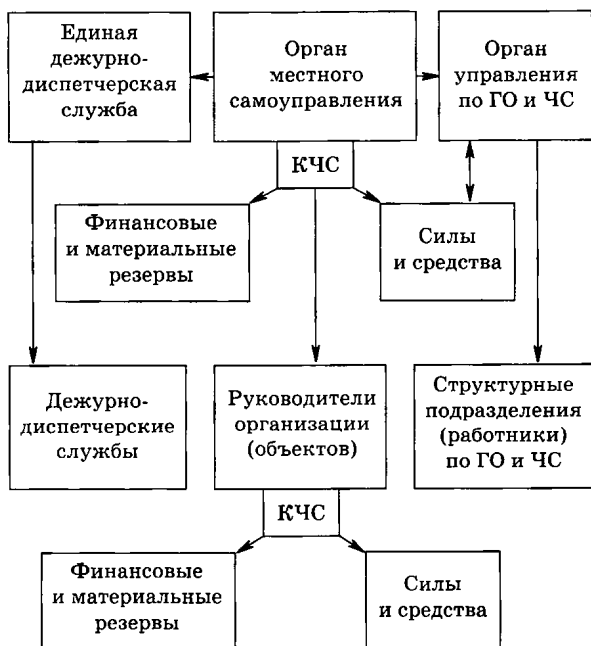 Единая
дежурно-
диспетчерская
служба
Орган
местного
самоуправления
Орган
управления
по ГО и ЧС
КЧС
Финансовые
и материальные
резервы
Силы
и средства
Дежурно-
диспетчерские
службы
Руководители
организации
(объектов)
Структурные
подразделения
(работники)
по ГО и ЧС
КЧС
Финансовые
и материальные
резервы
Силы
и средства